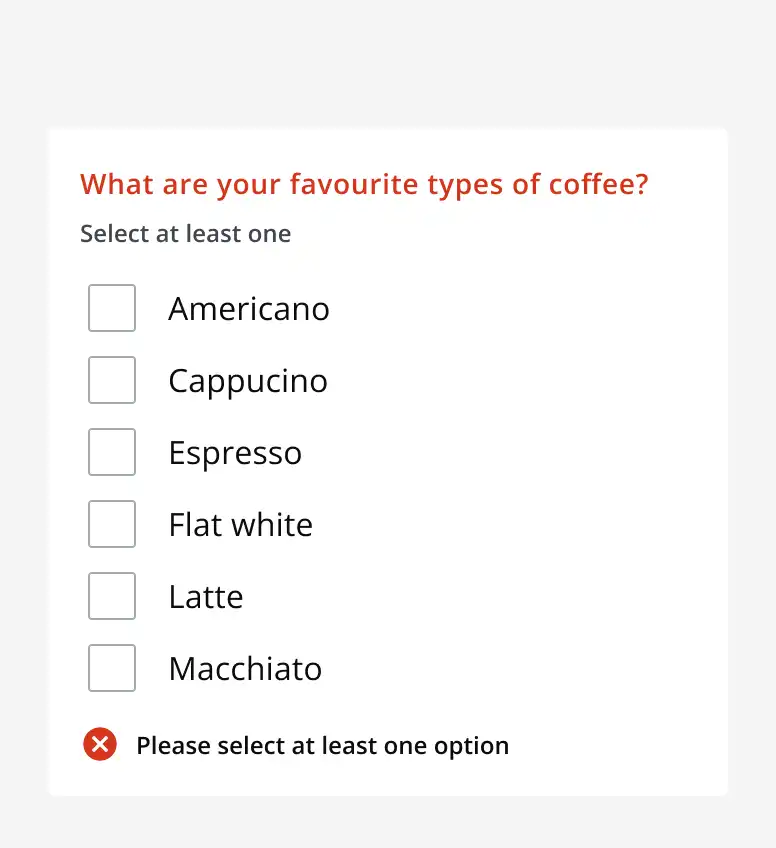 What are your favourite types of coffee?
Select at least one
Americano
Cappucino
Espresso
Flat white
Latte
Macchiato
Please select at least one option